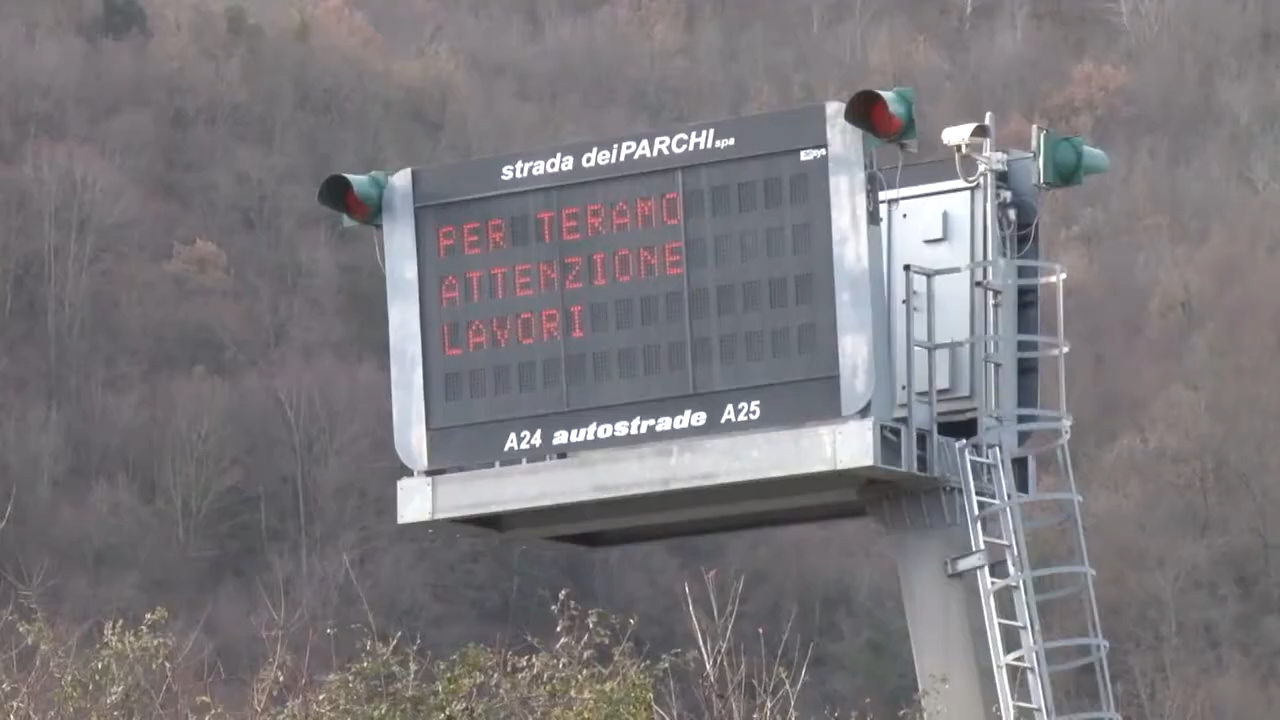 strada deiPARCHI spa
PER TERAMO
ATTENZIONE
LAVORI
A24 autostrade A25